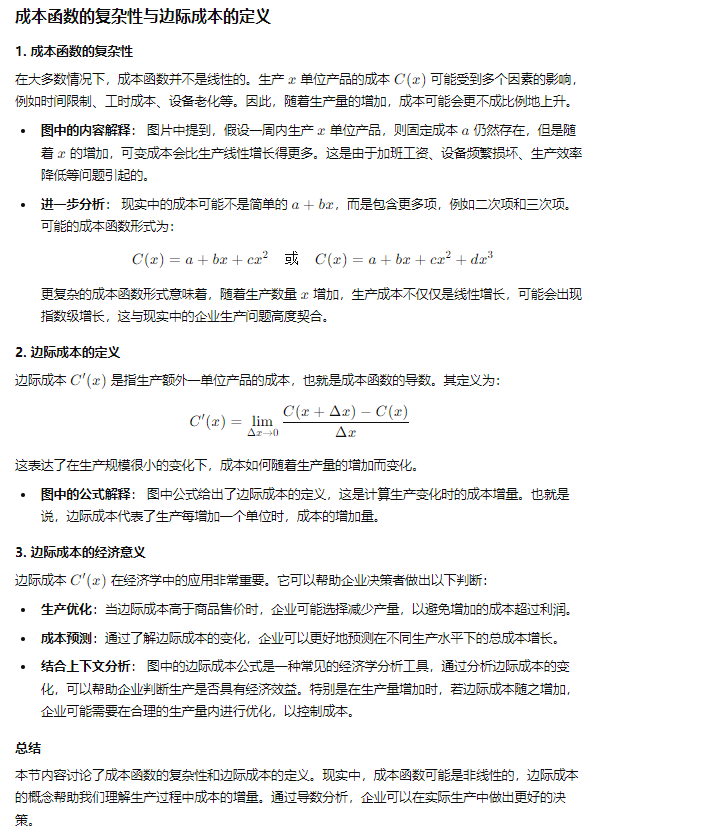 成本函数的复杂性与边际成本的定义
1. 成本函数的复杂性
在大多数情况下，成本函数并不是线性的。生产 x 单位产品的成本 C(x) 可能受到多个因素的影响，
例如时间限制、工时成本、设备老化等。因此，随着生产量的增加，成本可能会更不成比例地上升。
• 图中的内容解释： 图片中提到，假设一周内生产 x 单位产品，则固定成本 a 仍然存在，但是随
着 x 的增加，可变成本会比生产线性增长得更多。这是由于加班工资、设备频繁损坏、生产效率
降低等问题引起的。
• 进一步分析： 现实中的成本可能不是简单的 a + bx，而是包含更多项，例如二次项和三次项。
可能的成本函数形式为：
C(x) = a + bx + cx² 或 C(x) = a + bx + cx² + dx³
更复杂的成本函数形式意味着，随着生产数量 x 增加，生产成本不仅仅是线性增长，可能会出现
指数级增长，这与现实中的企业生产问题高度契合。
2. 边际成本的定义
边际成本 C′(x) 是指生产额外一单位产品的成本，也就是成本函数的导数。其定义为：
C′(x) = lim Δx→0 (C(x + Δx) − C(x)) / Δx
这表达了在生产规模很小的变化下，成本如何随着生产量的增加而变化。
• 图中的公式解释： 图中公式给出了边际成本的定义，这是计算生产变化时的成本增量。也就是
说，边际成本代表了生产每增加一个单位时，成本的增加量。
3. 边际成本的经济意义
边际成本 C′(x) 在经济学中的应用非常重要。它可以帮助企业决策者做出以下判断：
• 生产优化：当边际成本高于商品售价时，企业可能选择减少产量，以避免增加的成本超过利润。
• 成本预测：通过了解边际成本的变化，企业可以更好地预测在不同生产水平下的总成本增长。
• 结合上下文分析： 图中的边际成本公式是一种常见的经济学分析工具，通过分析边际成本的变
化，可以帮助企业判断生产是否具有经济效益。特别是在生产量增加时，若边际成本随之增加，
企业可能需要在合理的生产量内进行优化，以控制成本。
总结
本节内容讨论了成本函数的复杂性和边际成本的定义。现实中，成本函数可能是非线性的，边际成本
的概念帮助我们理解生产过程中成本的增量。通过导数分析，企业可以在实际生产中做出更好的决
策。